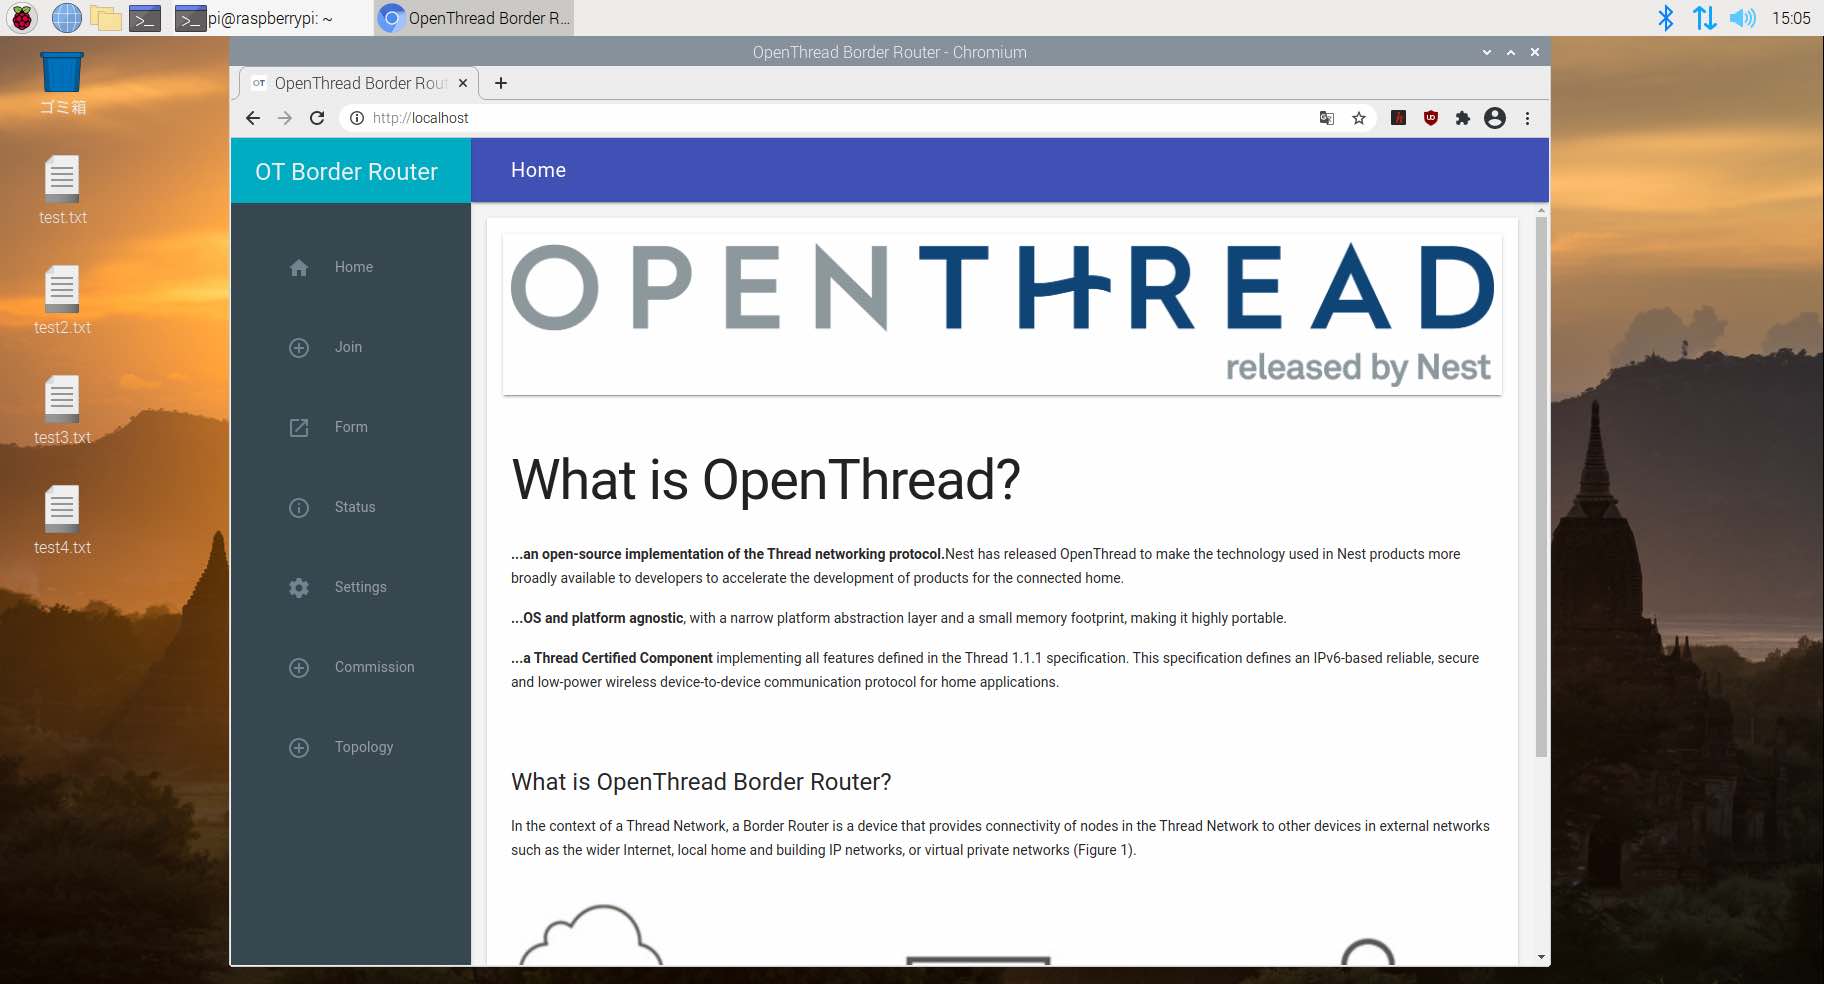 pi@raspberrypi: ~
OpenThread Border R...
15:05
OpenThread Border Router - Chromium
OT
OpenThread Border Rout
http://localhost
ゴミ箱
test.txt
test2.txt
test3.txt
test4.txt
OT Border Router
Home
Join
Form
Status
Settings
Commission
Topology
Home
OPENTHREAD
released by Nest
What is OpenThread?
...an open-source implementation of the Thread networking protocol.Nest has released OpenThread to make the technology used in Nest products more
broadly available to developers to accelerate the development of products for the connected home.
...OS and platform agnostic, with a narrow platform abstraction layer and a small memory footprint, making it highly portable.
...a Thread Certified Component implementing all features defined in the Thread 1.1.1 specification. This specification defines an IPv6-based reliable, secure
and low-power wireless device-to-device communication protocol for home applications.
What is OpenThread Border Router?
In the context of a Thread Network, a Border Router is a device that provides connectivity of nodes in the Thread Network to other devices in external networks
such as the wider Internet, local home and building IP networks, or virtual private networks (Figure 1).